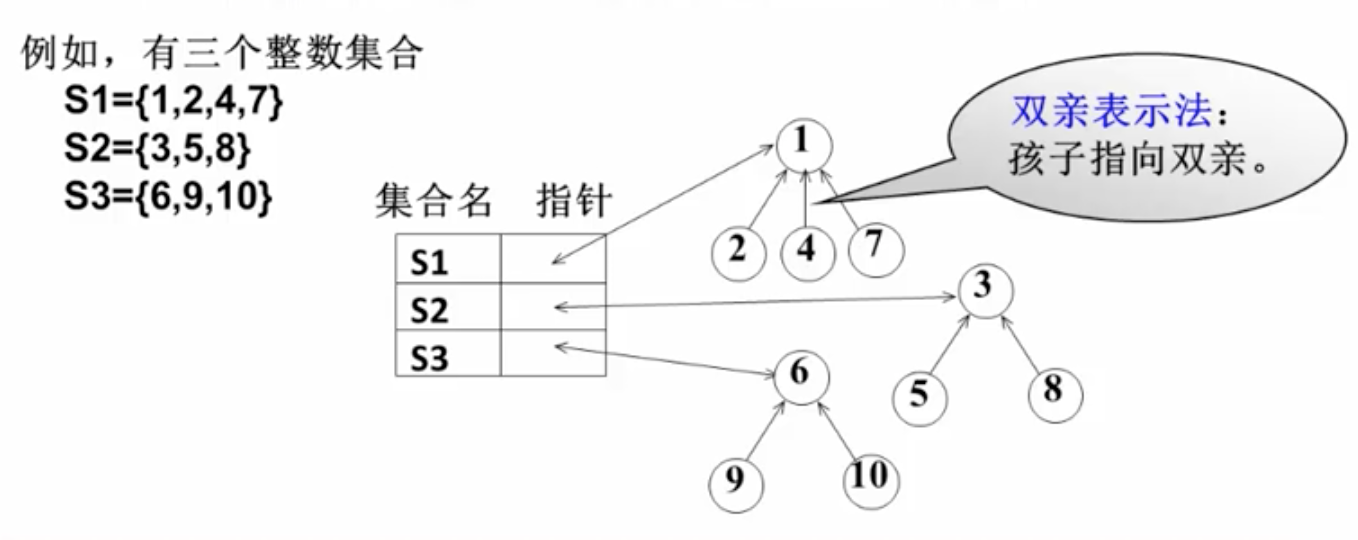 例如，有三个整数集合
S1={1,2,4,7}
S2={3,5,8}
S3={6,9,10}
集合名 指针
S1
S2
S3
双亲表示法：
孩子指向双亲。
1
2 4 7
3
5 8
6
9 10